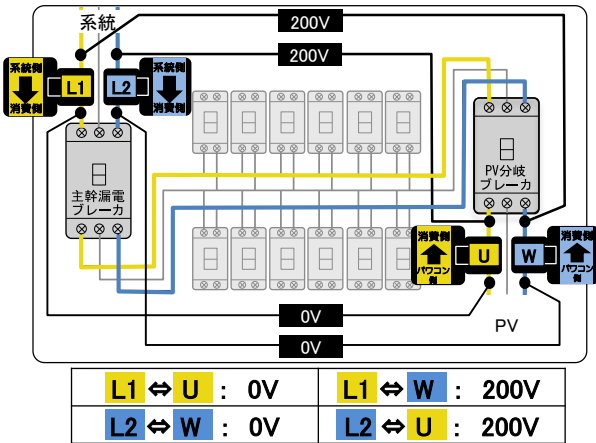 系統
200V
200V
系統側
消費側
L1
L2
系統側
消費側
主幹漏電
ブレーカ
PV分岐
ブレーカ
消費側
パワコン
側
U
W
消費側
パワコン
側
0V
0V
PV
L1 ⇔ U : 0V
L1 ⇔ W : 200V
L2 ⇔ W : 0V
L2 ⇔ U : 200V